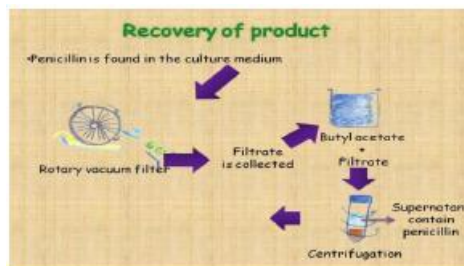 Recovery of product
•Penicillin is found in the culture medium
Rotary vacuum filter
Filtrate
is collected
Butyl acetate
+
Filtrate
Supernatan
contain
penicillin
Centrifugation